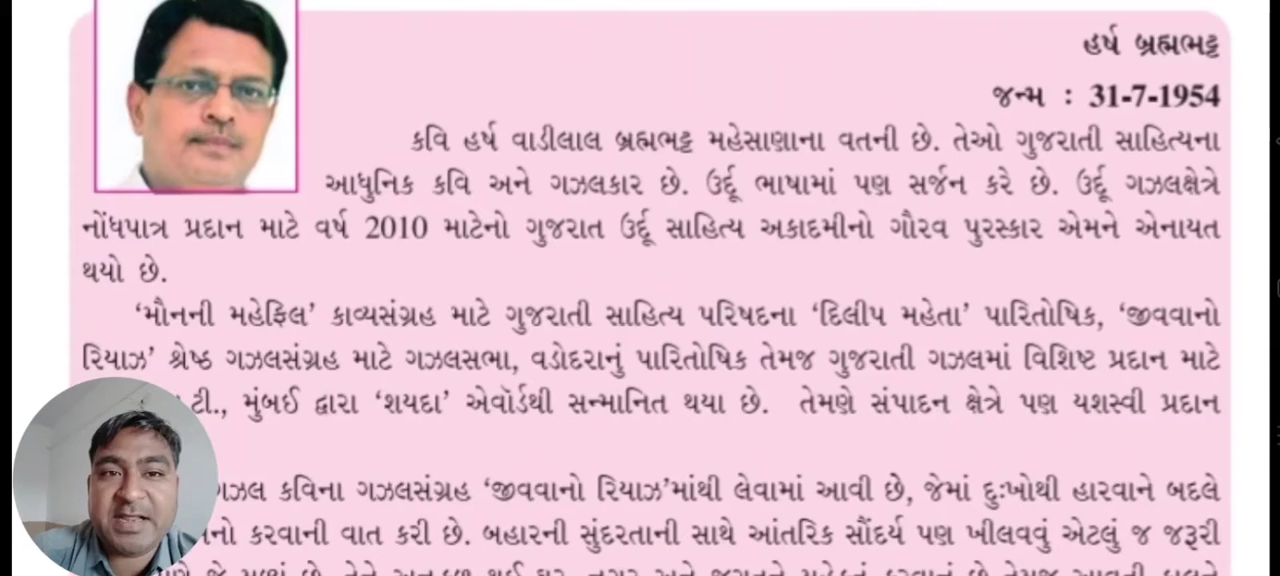 હર્ષ બ્રહ્મભટ્ટ
જન્મ : 31-7-1954
કવિ હર્ષ વાડીલાલ બ્રહ્મભટ્ટ મહેસાણાના વતની છે. તેઓ ગુજરાતી સાહિત્યના
આધુનિક કવિ અને ગઝલકાર છે. ઉર્દૂ ભાષામાં પણ સર્જન કરે છે. ઉર્દૂ ગઝલક્ષેત્રે
નોંધપાત્ર પ્રદાન માટે વર્ષ 2010 માટેનો ગુજરાત ઉર્દૂ સાહિત્ય અકાદમીનો ગૌરવ પુરસ્કાર એમને એનાયત
થયો છે.
‘મૌનની મહેફિલ’ કાવ્યસંગ્રહ માટે ગુજરાતી સાહિત્ય પરિષદના ‘દિલીપ મહેતા’ પારિતોષિક, ‘જીવવાનો
રિયાઝ’ શ્રેષ્ઠ ગઝલસંગ્રહ માટે ગઝલસભા, વડોદરાનું પારિતોષિક તેમજ ગુજરાતી ગઝલમાં વિશિષ્ટ પ્રદાન માટે
ટી., મુંબઈ દ્વારા ‘શયદા’ એવૉર્ડથી સન્માનિત થયા છે. તેમણે સંપાદન ક્ષેત્રે પણ યશસ્વી પ્રદાન
ગઝલ કવિના ગઝલસંગ્રહ ‘જીવવાનો રિયાઝ’માંથી લેવામાં આવી છે, જેમાં દુઃખોથી હારવાને બદલે
નો કરવાની વાત કરી છે. બહારની સુંદરતાની સાથે આંતરિક સૌંદર્ય પણ ખીલવવું એટલું જ જરૂરી